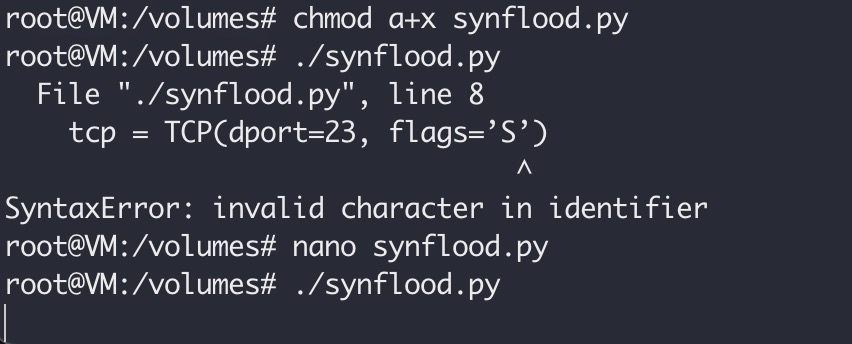 root@VM:/volumes# chmod a+x synflood.py
root@VM:/volumes# ./synflood.py
  File "./synflood.py", line 8
    tcp = TCP(dport=23, flags=’S’)
                                 ^
SyntaxError: invalid character in identifier
root@VM:/volumes# nano synflood.py
root@VM:/volumes# ./synflood.py